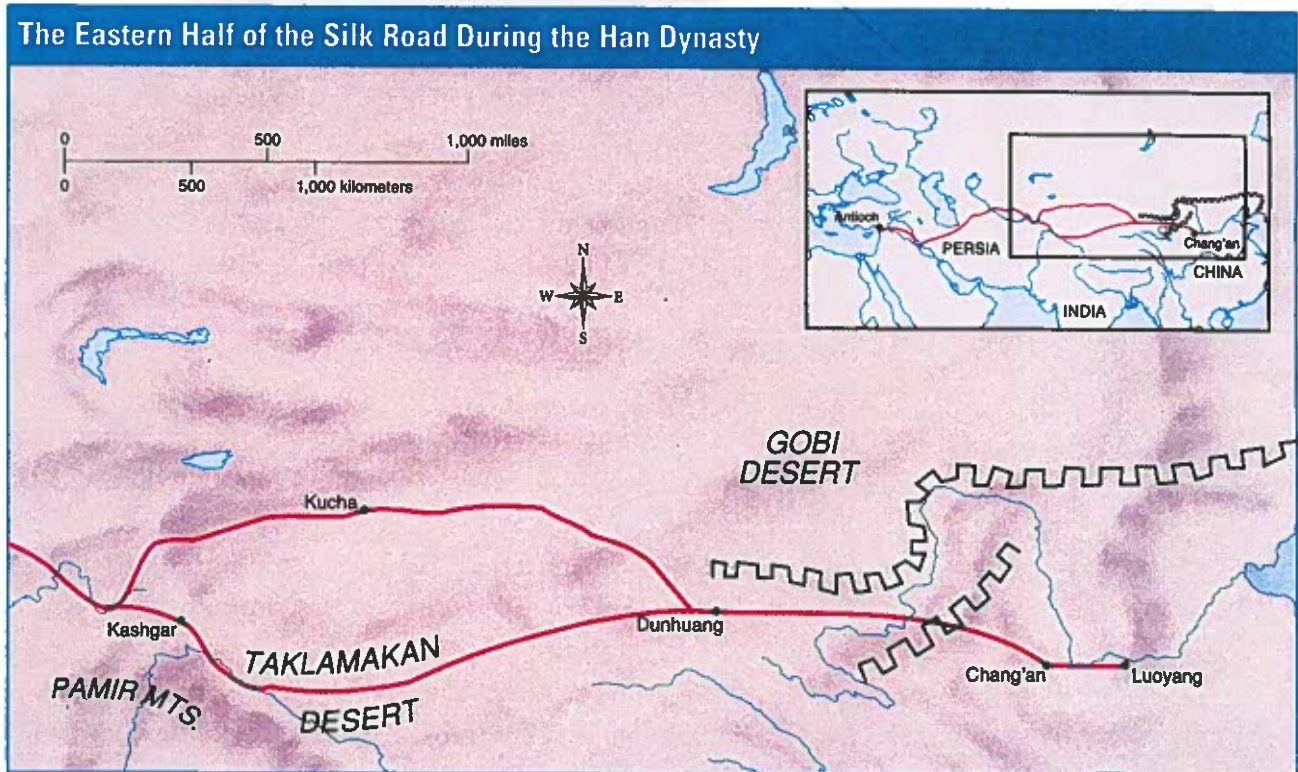 The Eastern Half of the Silk Road During the Han Dynasty
0 500 1,000 miles
0 500 1,000 kilometers
N
W E
S
Antioch
PERSIA
Chang'an
CHINA
INDIA
GOBI
DESERT
Kucha
Kashgar
Dunhuang
TAKLAMAKAN
DESERT
PAMIR MTS.
Chang'an
Luoyang